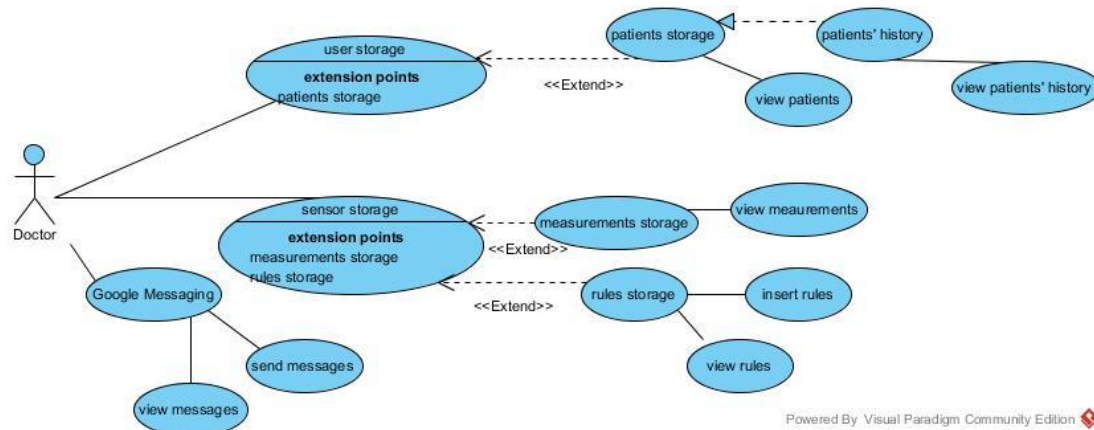 user storage
extension points
patients storage
<<Extend>>
patients storage
patients' history
view patients
view patients' history
Doctor
sensor storage
extension points
measurements storage
rules storage
<<Extend>>
measurements storage
view meaurements
<<Extend>>
rules storage
insert rules
view rules
Google Messaging
send messages
view messages
Powered By Visual Paradigm Community Edition